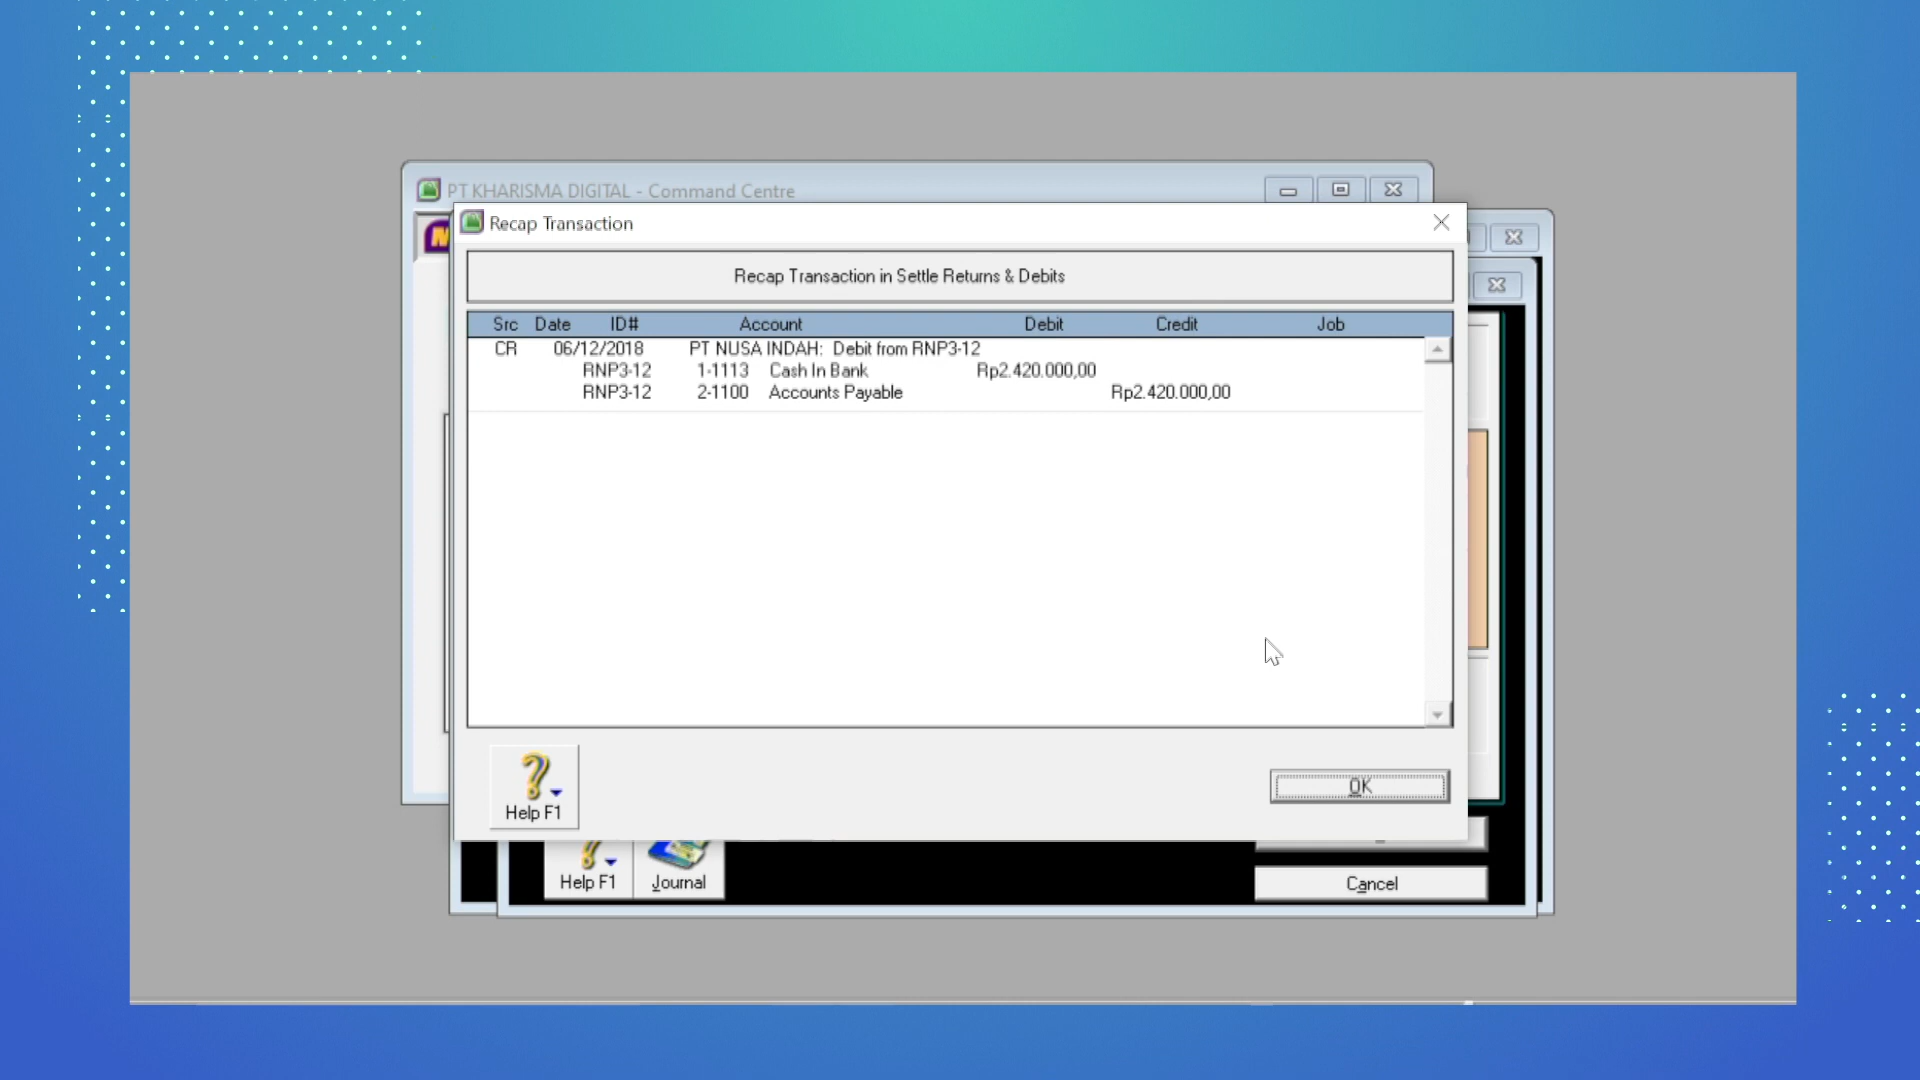 PT KHARISMA DIGITAL - Command Centre
Recap Transaction
Recap Transaction in Settle Returns & Debits
Src Date ID# Account Debit Credit Job
CR 06/12/2018 PT NUSA INDAH: Debit from RNP3-12
RNP3-12 1-1113 Cash In Bank Rp2.420.000,00
RNP3-12 2-1100 Accounts Payable Rp2.420.000,00
Help F1
OK
Help F1
Journal
Cancel